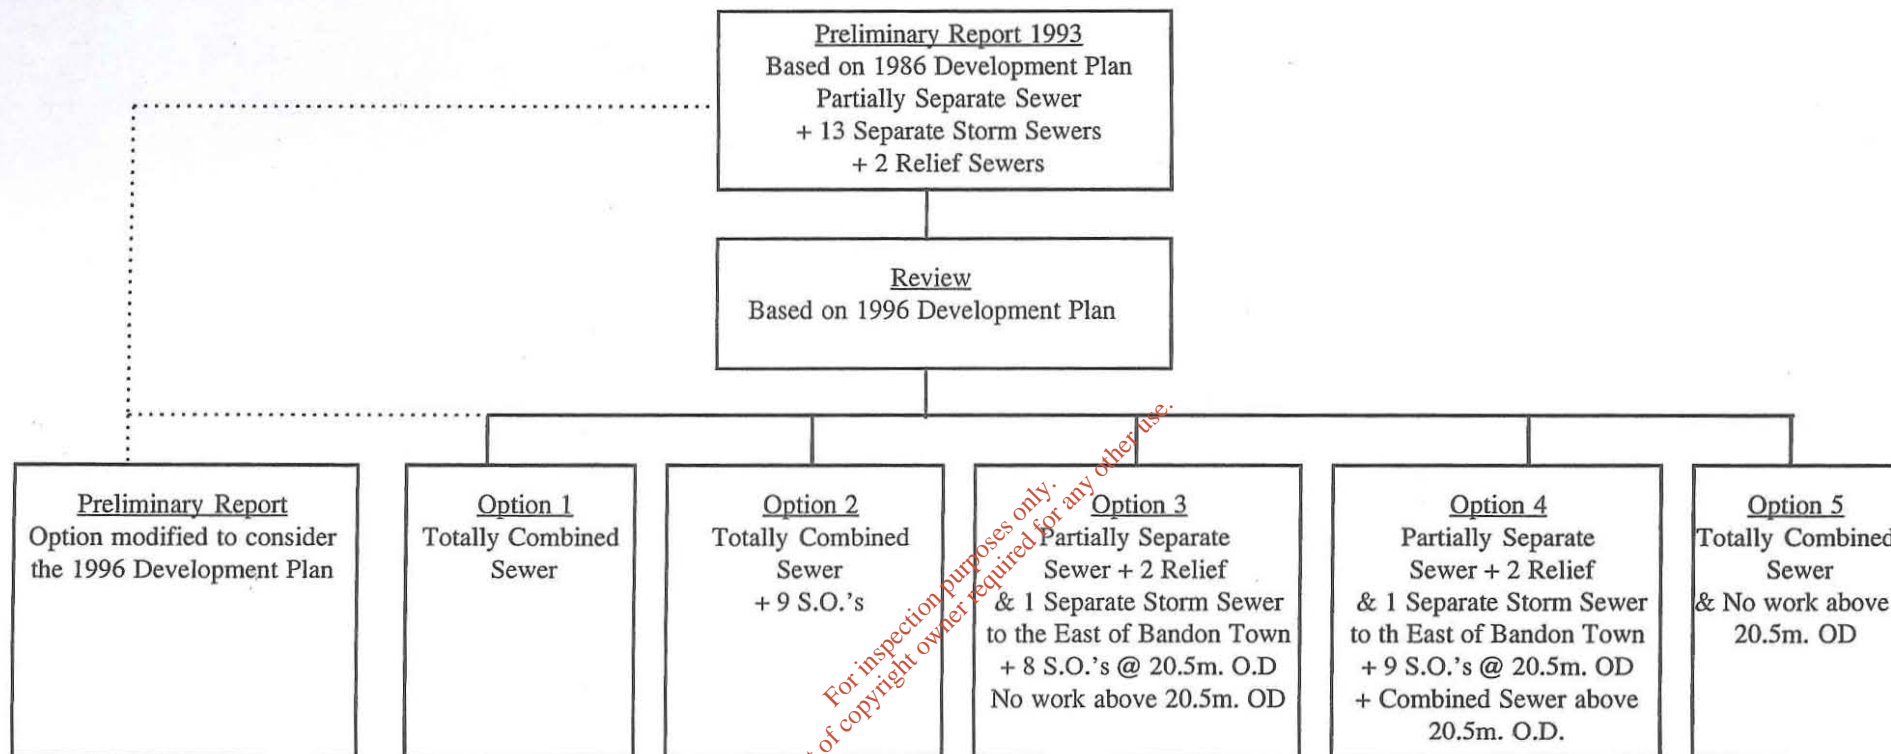 Preliminary Report 1993
Based on 1986 Development Plan
Partially Separate Sewer
+ 13 Separate Storm Sewers
+ 2 Relief Sewers
Review
Based on 1996 Development Plan
Preliminary Report
Option modified to consider
the 1996 Development Plan
Option 1
Totally Combined
Sewer
Option 2
Totally Combined
Sewer
+ 9 S.O.'s
Option 3
Partially Separate
Sewer + 2 Relief
& 1 Separate Storm Sewer
to the East of Bandon Town
+ 8 S.O.'s @ 20.5m. O.D
No work above 20.5m. OD
Option 4
Partially Separate
Sewer + 2 Relief
& 1 Separate Storm Sewer
to th East of Bandon Town
+ 9 S.O.'s @ 20.5m. OD
+ Combined Sewer above
20.5m. O.D.
Option 5
Totally Combined
Sewer
& No work above
20.5m. OD
For inspection purposes only.
of copyright owner required for any other use.